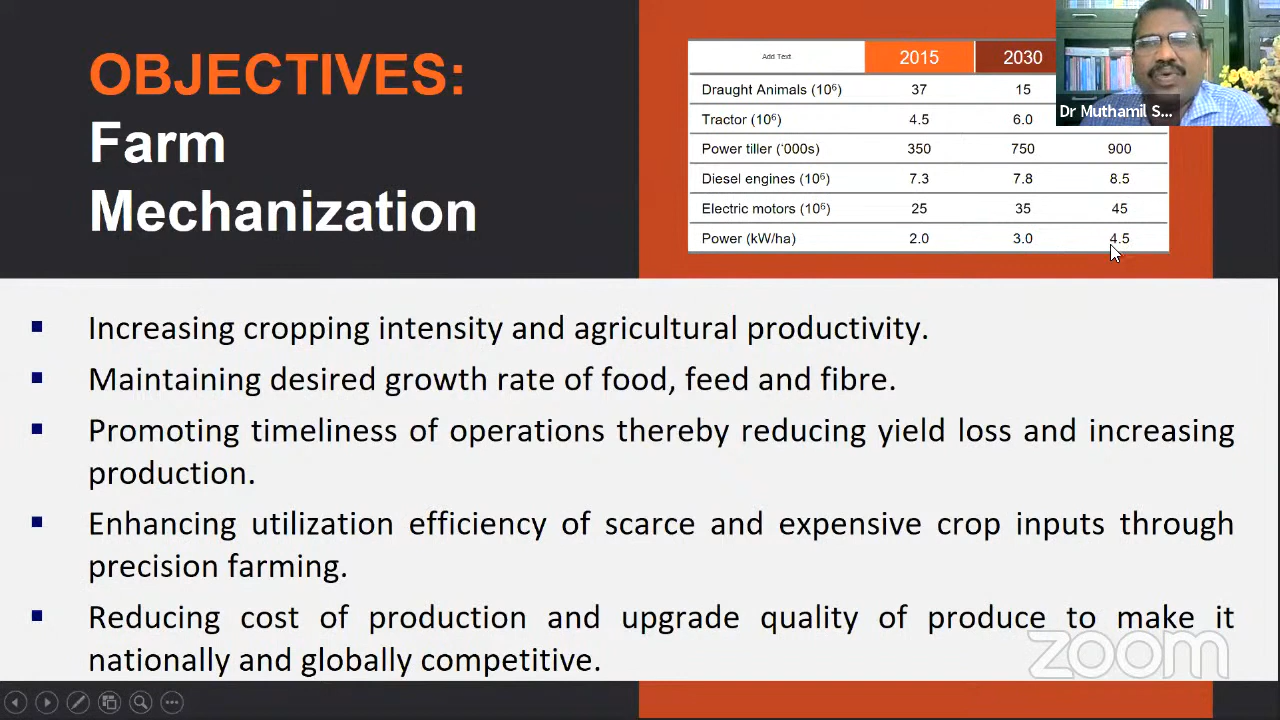 OBJECTIVES:
Farm
Mechanization
Add Text 2015 2030
Draught Animals (10⁶) 37 15
Tractor (10⁶) 4.5 6.0
Power tiller (`000s) 350 750 900
Diesel engines (10⁶) 7.3 7.8 8.5
Electric motors (10⁶) 25 35 45
Power (kW/ha) 2.0 3.0 4.5
Dr Muthamil S...
▪ Increasing cropping intensity and agricultural productivity.
▪ Maintaining desired growth rate of food, feed and fibre.
▪ Promoting timeliness of operations thereby reducing yield loss and increasing
production.
▪ Enhancing utilization efficiency of scarce and expensive crop inputs through
precision farming.
▪ Reducing cost of production and upgrade quality of produce to make it
nationally and globally competitive.
zoom